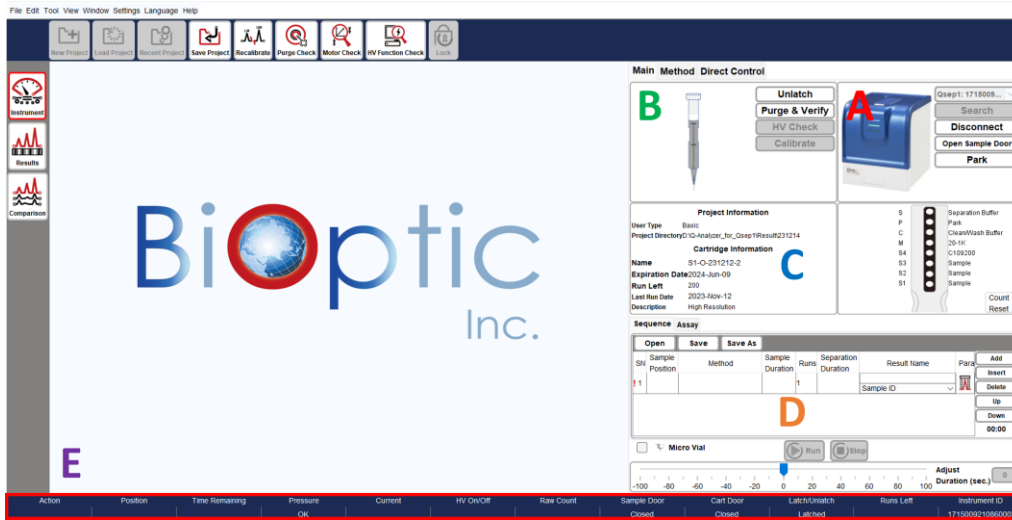 File Edit Tool View Window Settings Language Help
New Project Load Project Recent Project Save Project Recalibrate Purge Check Motor Check HV Function Check Lock
Instrument
Results
Comparison
BiOptic
Inc.
E
Main Method Direct Control
B
Unlatch
Purge & Verify
HV Check
Calibrate
A
Qsep1: 1715009...
Search
Disconnect
Open Sample Door
Park
Project Information
User Type Basic
Project Directory D:\Q-Analyzer_for_Qsep1\Result\231214
Cartridge Information
Name S1-O-231212-2
Expiration Date 2024-Jun-09
Run Left 200
Last Run Date 2023-Nov-12
Description High Resolution
C
S Separation Buffer
P Park
C Clean/Wash Buffer
M 20-1K
S4 C109200
S3 Sample
S2 Sample
S1 Sample
Count
Reset
Sequence Assay
Open Save Save As
SN Sample Position Method Sample Duration Runs Separation Duration Result Name Para
! 1 1 Sample ID
Add
Insert
Delete
Up
Down
00:00
D
Micro Vial
Run Stop
-100 -80 -60 -40 -20 0 20 40 60 80 100
Adjust
Duration (sec.) 0
Action Position Time Remaining Pressure Current HV On/Off Raw Count Sample Door Cart Door Latch/Unlatch Runs Left Instrument ID
OK Closed Closed Latched 171500921086000